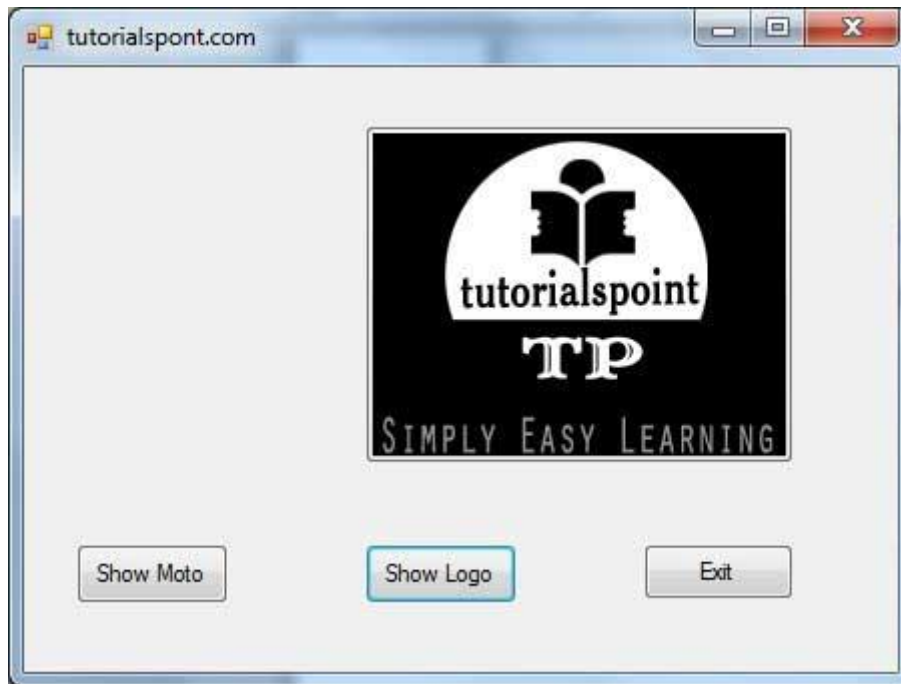 tutorialspont.com
tutorialspoint
TP
SIMPLY EASY LEARNING
Show Moto
Show Logo
Exit